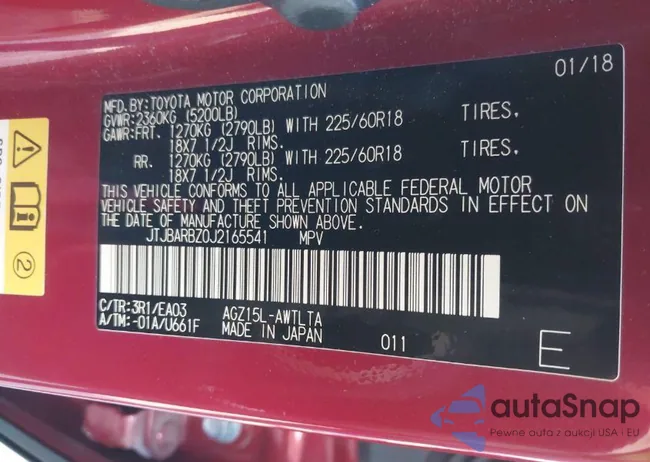 01/18
MFD.BY:TOYOTA MOTOR CORPORATION
GVWR:2360KG (5200LB)
GAWR:FRT. 1270KG (2790LB) WITH 225/60R18 TIRES,
18X7 1/2J RIMS.
RR. 1270KG (2790LB) WITH 225/60R18 TIRES,
18X7 1/2J RIMS.
THIS VEHICLE CONFORMS TO ALL APPLICABLE FEDERAL MOTOR
VEHICLE SAFETY AND THEFT PREVENTION STANDARDS IN EFFECT ON
THE DATE OF MANUFACTURE SHOWN ABOVE.
JTJBARBZ0J2165541 MPV
C/TR:3R1/EA03 AGZ15L-AWTLTA
A/TM:-01A/U661F MADE IN JAPAN 011 E
2
autaSnap
Pewne auta z aukcji USA i EU